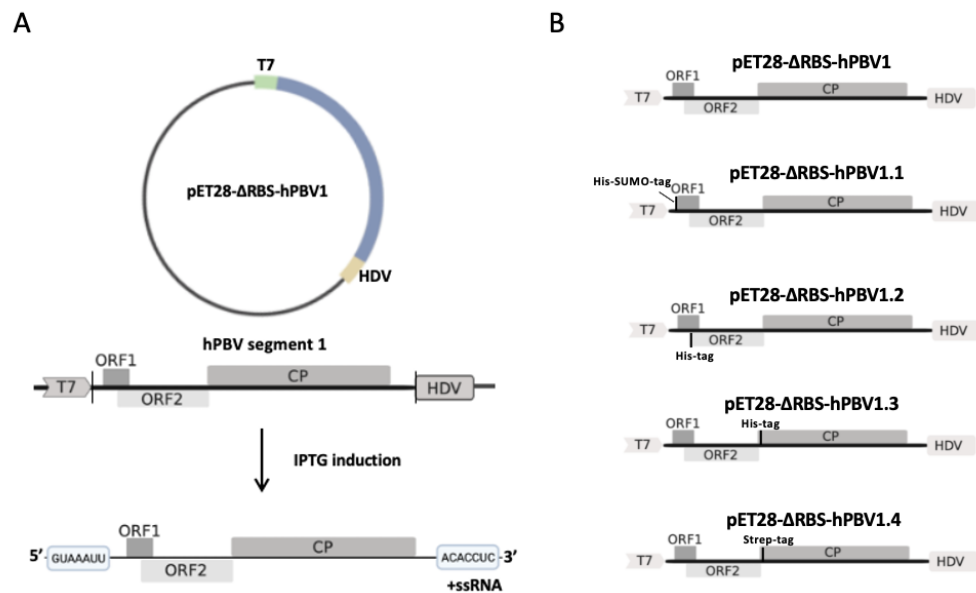 A
T7
pET28-ΔRBS-hPBV1
HDV
hPBV segment 1
ORF1
CP
T7
HDV
ORF2
IPTG induction
ORF1
CP
5’
GUAAAUU
ACACCUC
3’
ORF2
+ssRNA
B
pET28-ΔRBS-hPBV1
ORF1
CP
T7
HDV
ORF2
pET28-ΔRBS-hPBV1.1
His-SUMO-tag
ORF1
CP
T7
HDV
ORF2
pET28-ΔRBS-hPBV1.2
ORF1
CP
T7
HDV
ORF2
His-tag
pET28-ΔRBS-hPBV1.3
His-tag
ORF1
CP
T7
HDV
ORF2
pET28-ΔRBS-hPBV1.4
Strep-tag
ORF1
CP
T7
HDV
ORF2